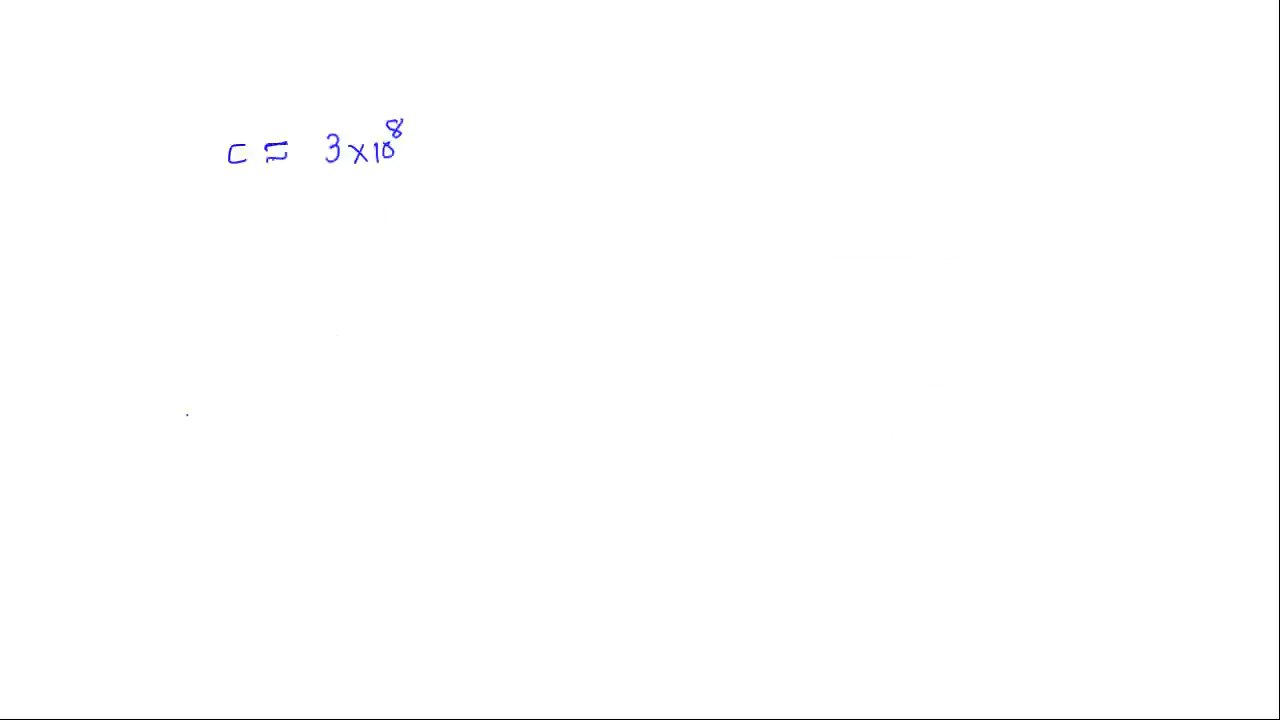 c = 3×10⁸